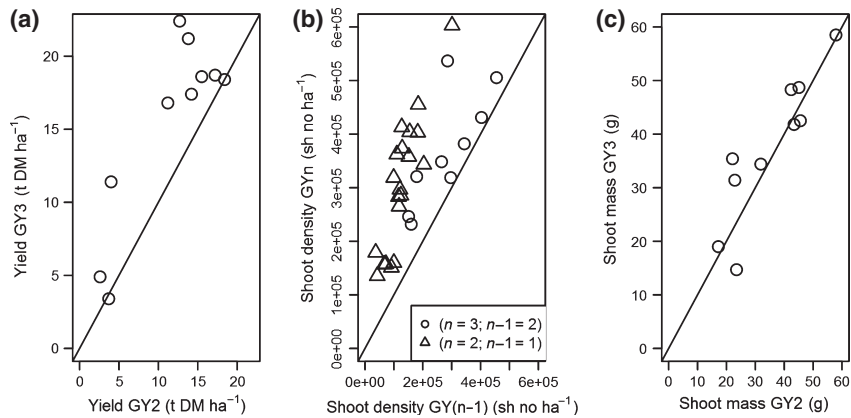 (a)
Yield GY3 (t DM ha⁻¹)
20
15
10
5
0
0 5 10 15 20
Yield GY2 (t DM ha⁻¹)
(b)
Shoot density GYn (sh no ha⁻¹)
6e+05
5e+05
4e+05
3e+05
2e+05
1e+05
0e+00
(n = 3; n–1 = 2)
(n = 2; n–1 = 1)
0e+00 2e+05 4e+05 6e+05
Shoot density GY(n–1) (sh no ha⁻¹)
(c)
Shoot mass GY3 (g)
60
50
40
30
20
10
0
0 10 20 30 40 50 60
Shoot mass GY2 (g)